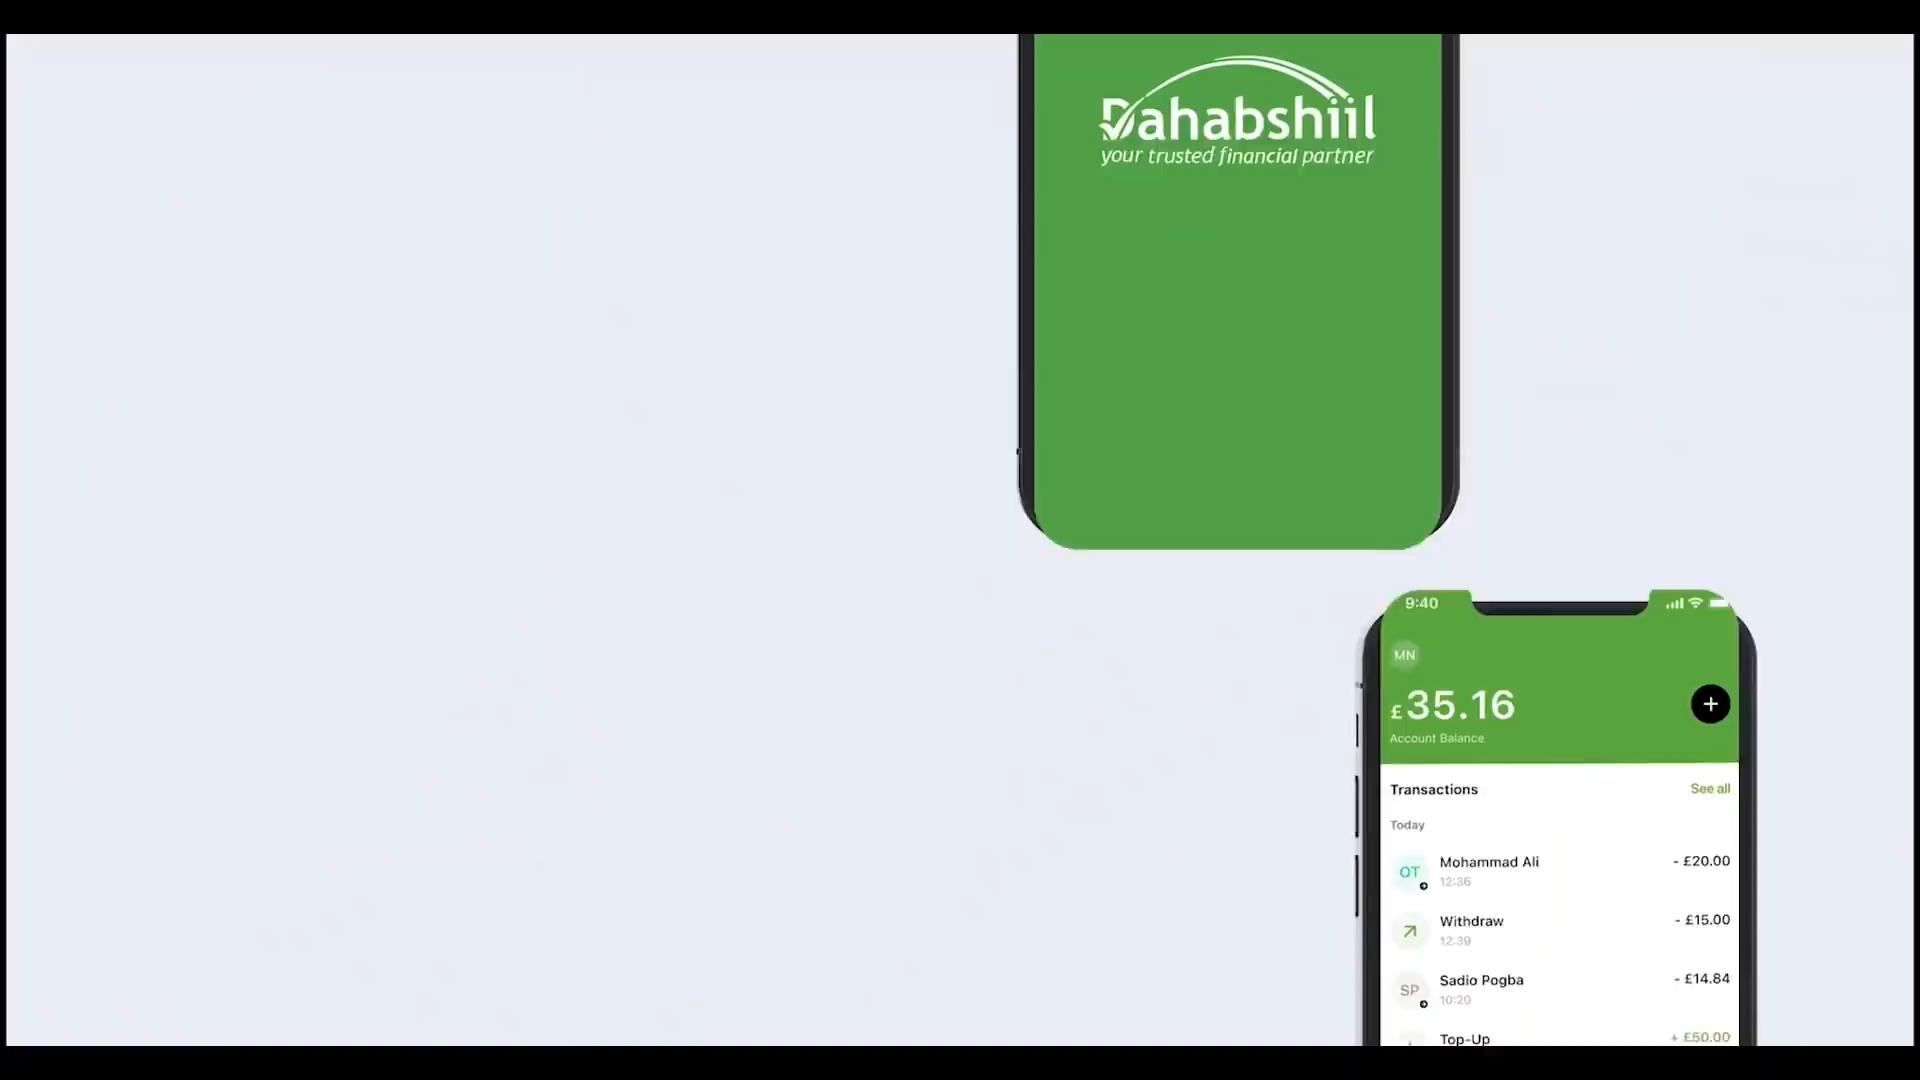 Dahabshiil
your trusted financial partner
9:40
MN
£35.16
+
Account Balance
Transactions
See all
Today
OT
Mohammad Ali
- £20.00
12:36
Withdraw
- £15.00
12:39
SP
Sadio Pogba
- £14.84
10:20
Top-Up
+ £50.00